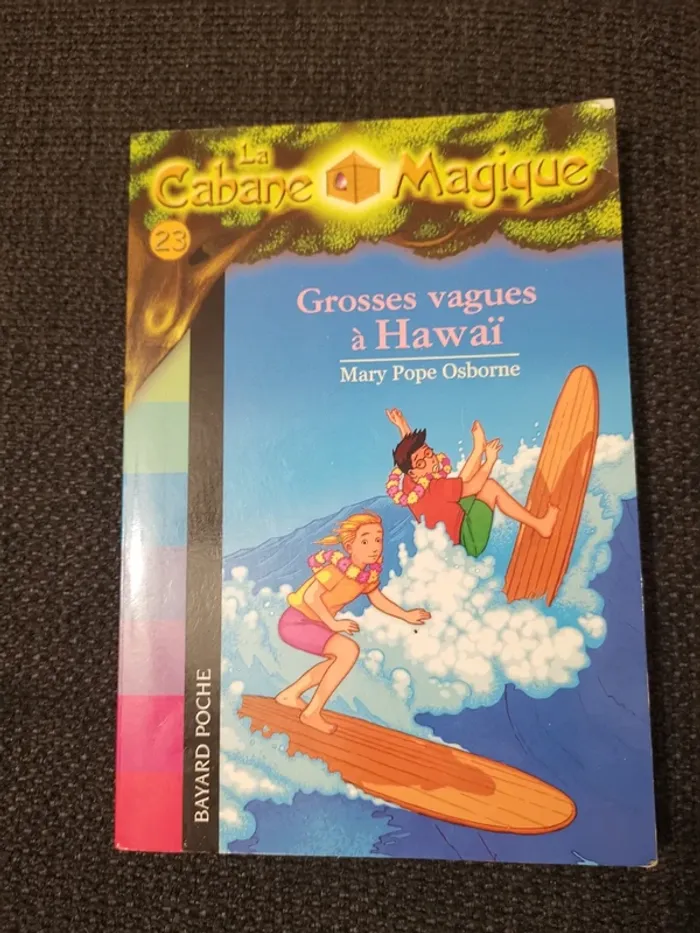 La
Cabane Magique
23
Grosses vagues
à Hawaï
Mary Pope Osborne
BAYARD POCHE